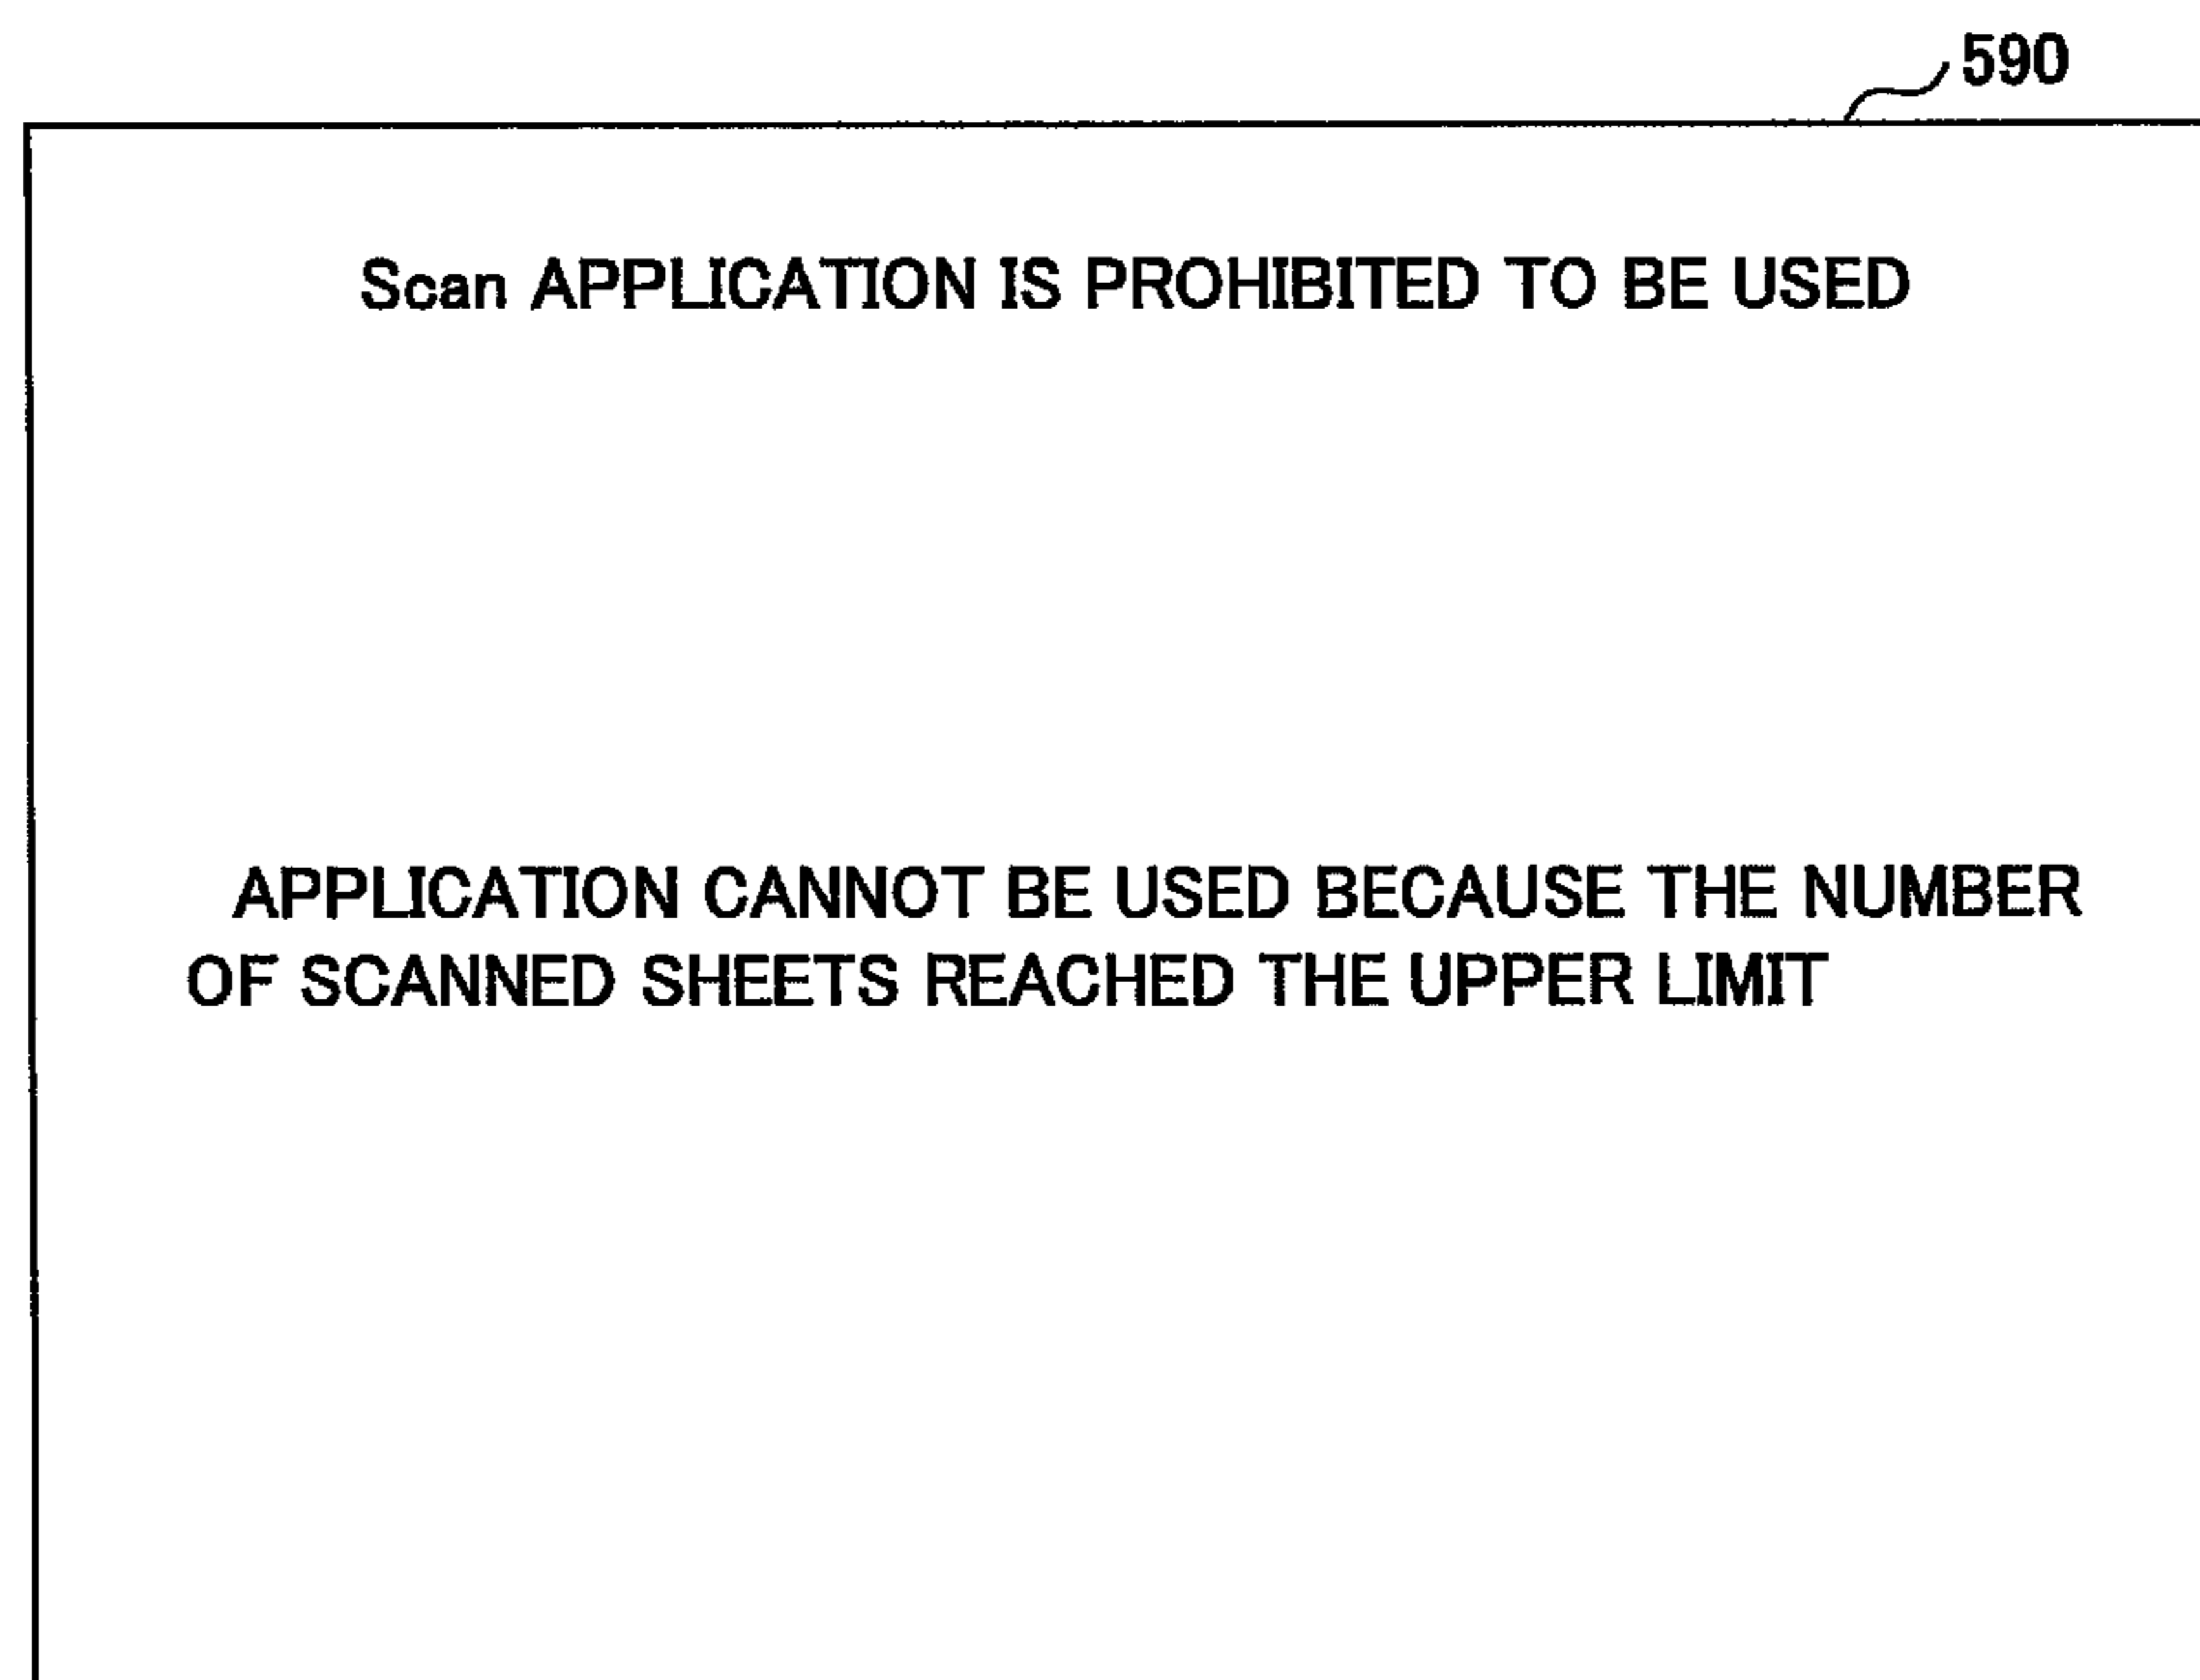 590
Scan APPLICATION IS PROHIBITED TO BE USED
APPLICATION CANNOT BE USED BECAUSE THE NUMBER
OF SCANNED SHEETS REACHED THE UPPER LIMIT